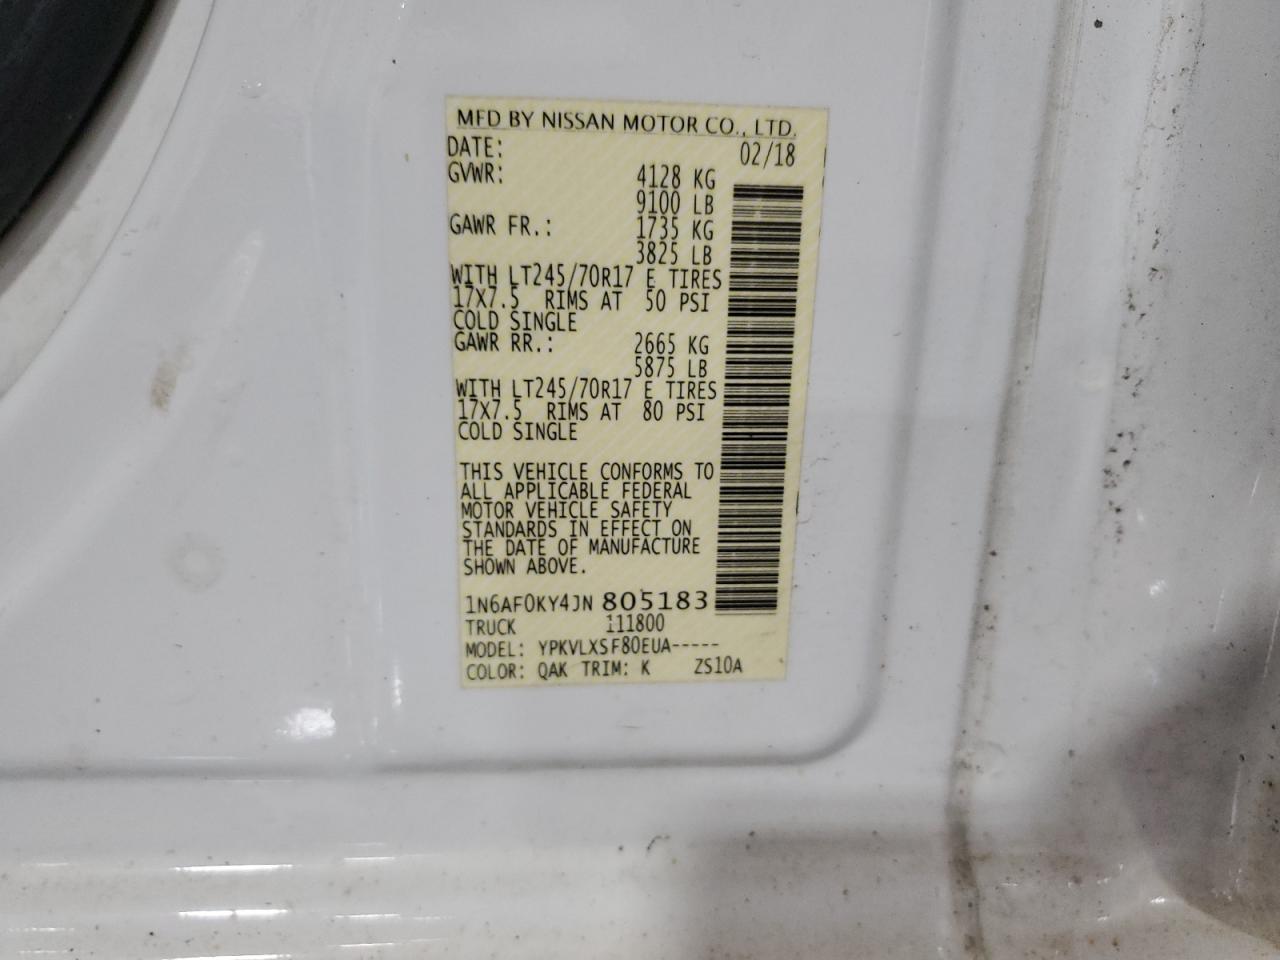 MFD BY NISSAN MOTOR CO., LTD.
DATE: 02/18
GVWR: 4128 KG
9100 LB
GAWR FR.: 1735 KG
3825 LB
WITH LT245/70R17 E TIRES
17X7.5 RIMS AT 50 PSI
COLD SINGLE
GAWR RR.: 2665 KG
5875 LB
WITH LT245/70R17 E TIRES
17X7.5 RIMS AT 80 PSI
COLD SINGLE
THIS VEHICLE CONFORMS TO
ALL APPLICABLE FEDERAL
MOTOR VEHICLE SAFETY
STANDARDS IN EFFECT ON
THE DATE OF MANUFACTURE
SHOWN ABOVE.
1N6AF0KY4JN 805183
TRUCK 111800
MODEL: YPKVLXSF80EUA-----
COLOR: QAK TRIM: K ZS10A